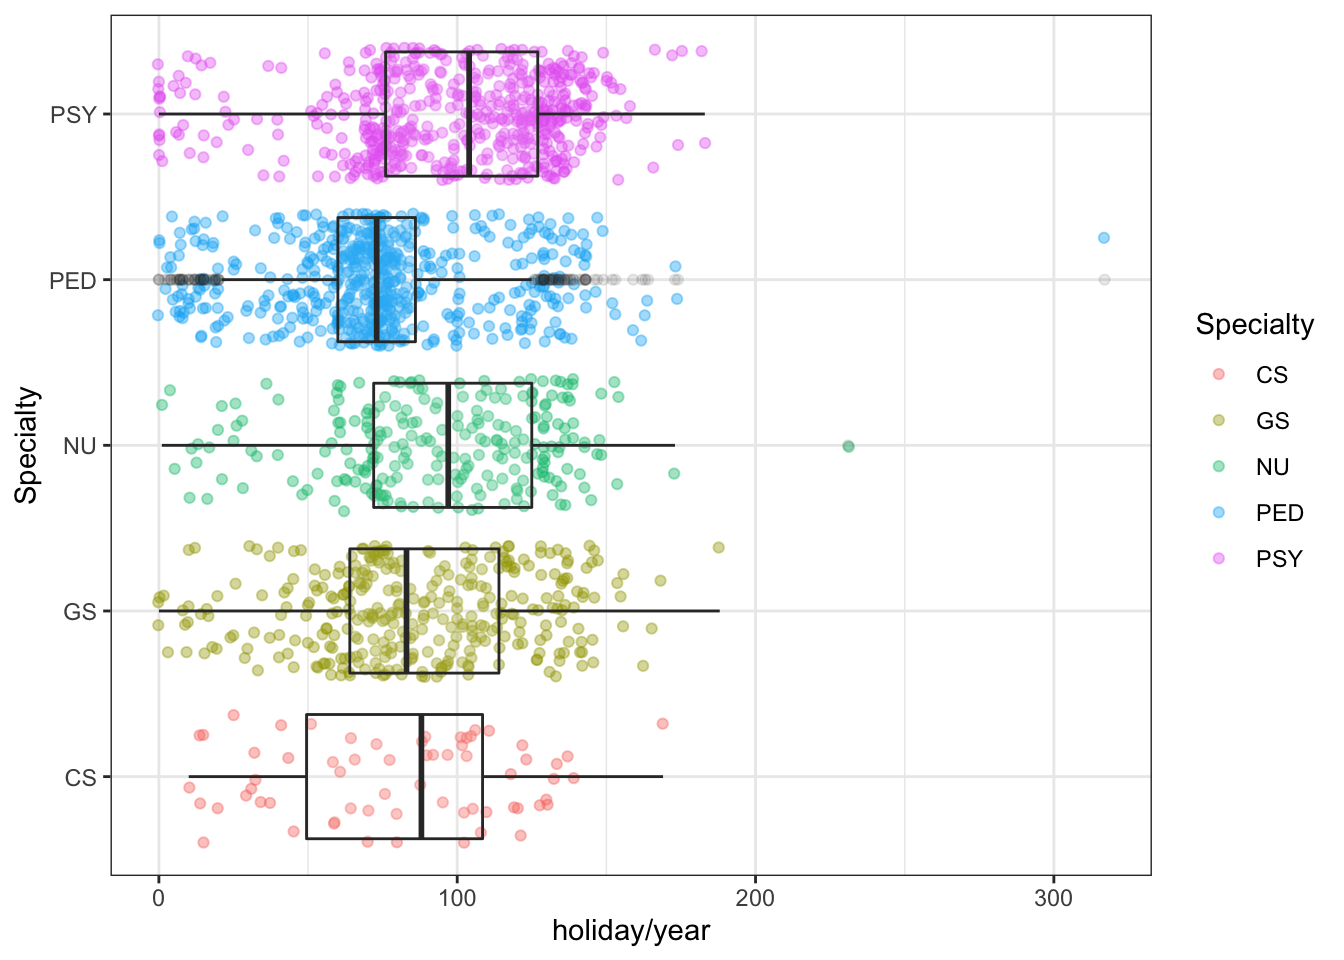 PSY
PED
NU
GS
CS
Specialty
0
100
200
300
holiday/year
Specialty
CS
GS
NU
PED
PSY